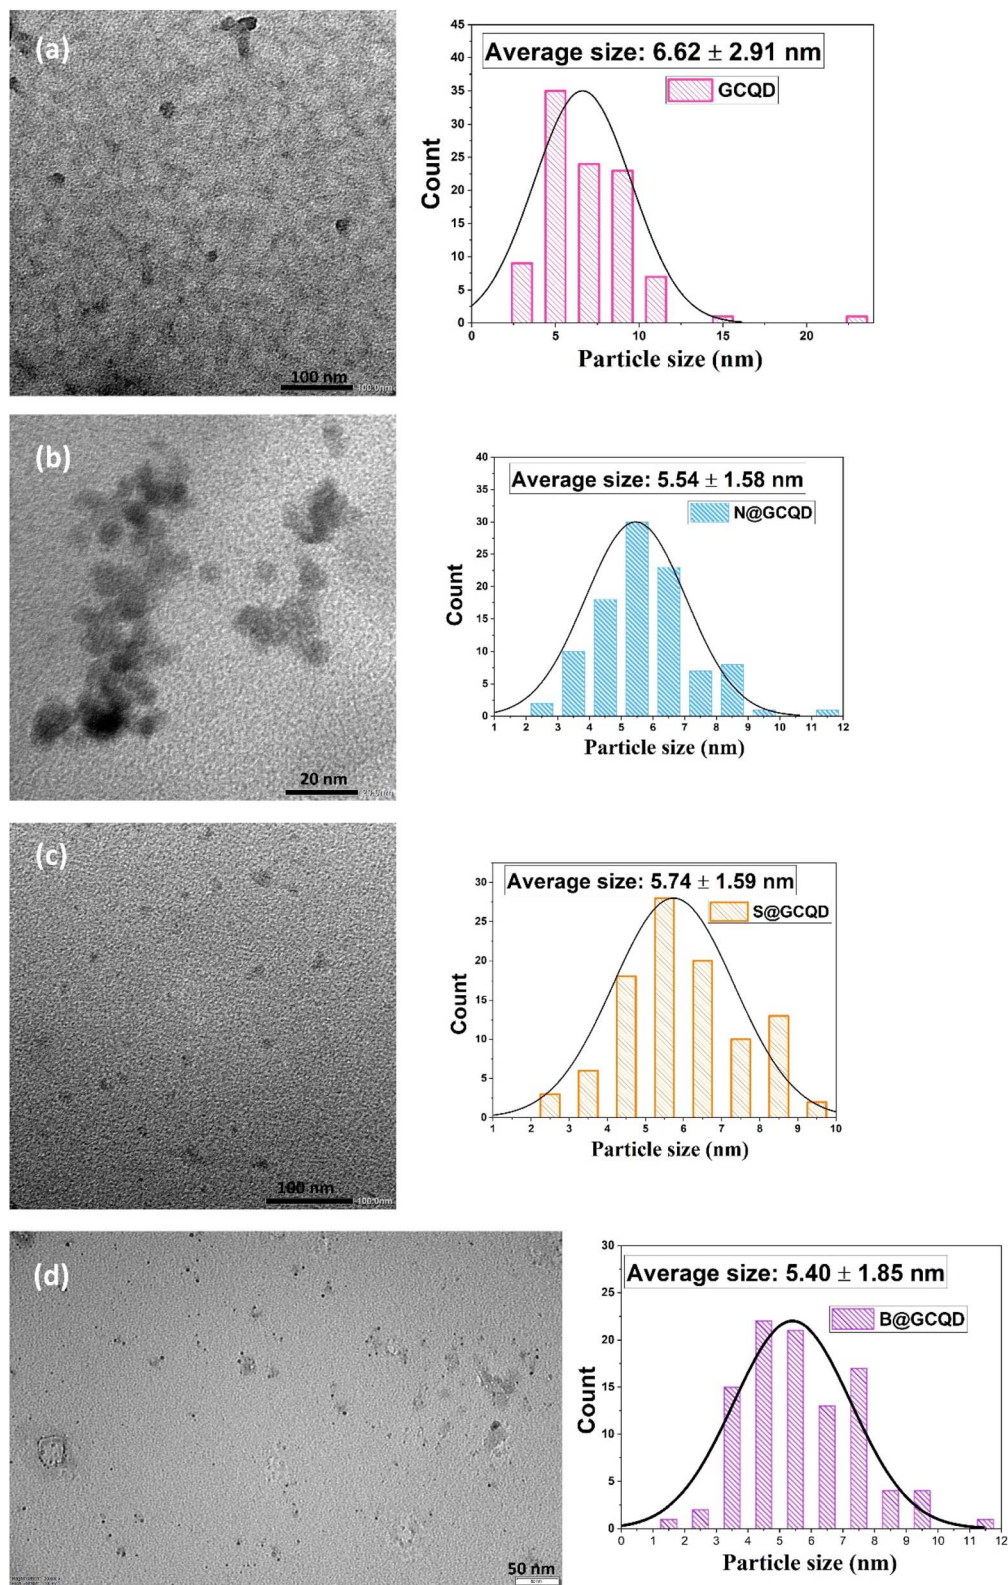 (a)
100 nm
100.0nm
Average size: 6.62 ± 2.91 nm
GCQD
Count
45
40
35
30
25
20
15
10
5
0
0 5 10 15 20
Particle size (nm)
(b)
20 nm
Average size: 5.54 ± 1.58 nm
N@GCQD
Count
40
35
30
25
20
15
10
5
0
1 2 3 4 5 6 7 8 9 10 11 12
Particle size (nm)
(c)
100 nm
100.0nm
Average size: 5.74 ± 1.59 nm
S@GCQD
Count
30
25
20
15
10
5
0
1 2 3 4 5 6 7 8 9 10
Particle size (nm)
(d)
50 nm
Average size: 5.40 ± 1.85 nm
B@GCQD
Count
30
25
20
15
10
5
0
0 1 2 3 4 5 6 7 8 9 10 11 12
Particle size (nm)